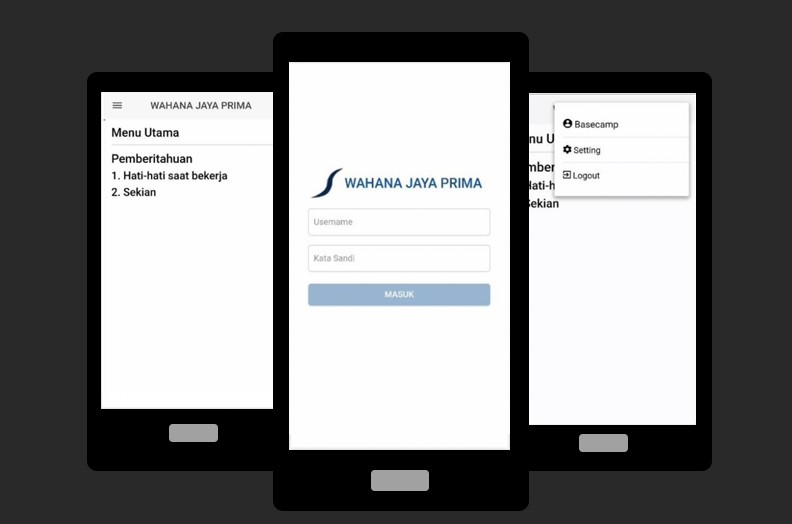 WAHANA JAYA PRIMA
Menu Utama
Pemberitahuan
1. Hati-hati saat bekerja
2. Sekian
WAHANA JAYA PRIMA
Username
Kata Sandi
MASUK
Basecamp
Setting
Logout
nu U
mber
Hati-h
Sekian